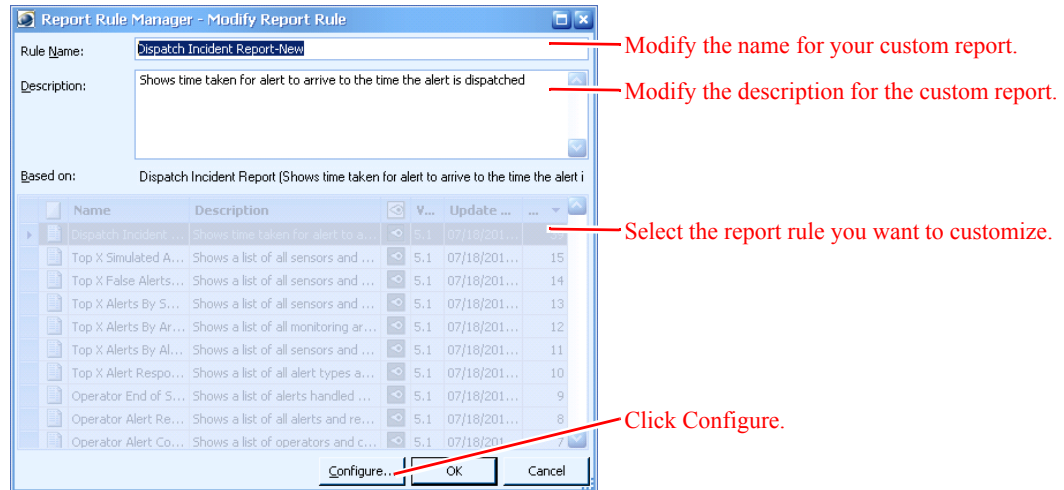 Report Rule Manager - Modify Report Rule
Rule Name: Dispatch Incident Report-New
Modify the name for your custom report.
Description: Shows time taken for alert to arrive to the time the alert is dispatched
Modify the description for the custom report.
Based on: Dispatch Incident Report (Shows time taken for alert to arrive to the time the alert i
Name Description V... Update ... ...
Dispatch Incident ... Shows time taken for alert to a... 5.1 07/18/201...
Select the report rule you want to customize.
Top X Simulated A... Shows a list of all sensors and ... 5.1 07/18/201... 15
Top X False Alerts... Shows a list of all sensors and ... 5.1 07/18/201... 14
Top X Alerts By S... Shows a list of all sensors and ... 5.1 07/18/201... 13
Top X Alerts By Ar... Shows a list of all monitoring ar... 5.1 07/18/201... 12
Top X Alerts By Al... Shows a list of all sensors and ... 5.1 07/18/201... 11
Top X Alert Respo... Shows a list of all alert types a... 5.1 07/18/201... 10
Operator End of S... Shows a list of alerts handled ... 5.1 07/18/201... 9
Operator Alert Re... Shows a list of all alerts and re... 5.1 07/18/201... 8
Click Configure.
Operator Alert Co... Shows a list of operators and c... 5.1 07/18/201... 7
Configure... OK Cancel